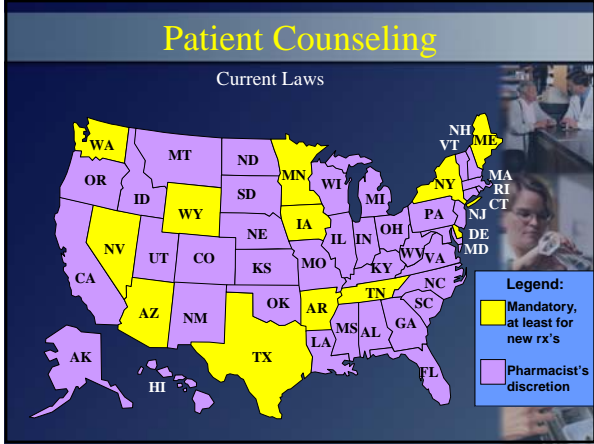 Patient Counseling
Current Laws
WA
MT
ND
MN
NH
VT
ME
OR
ID
SD
WI
NY
MA
RI
CT
WY
MI
NV
NE
IA
PA
NJ
DE
MD
UT
CO
IL
IN
OH
WV
VA
CA
KS
MO
KY
NC
AZ
NM
OK
AR
TN
SC
MS
AL
GA
TX
LA
FL
AK
HI
Legend:
Mandatory,
at least for
new rx's
Pharmacist's
discretion